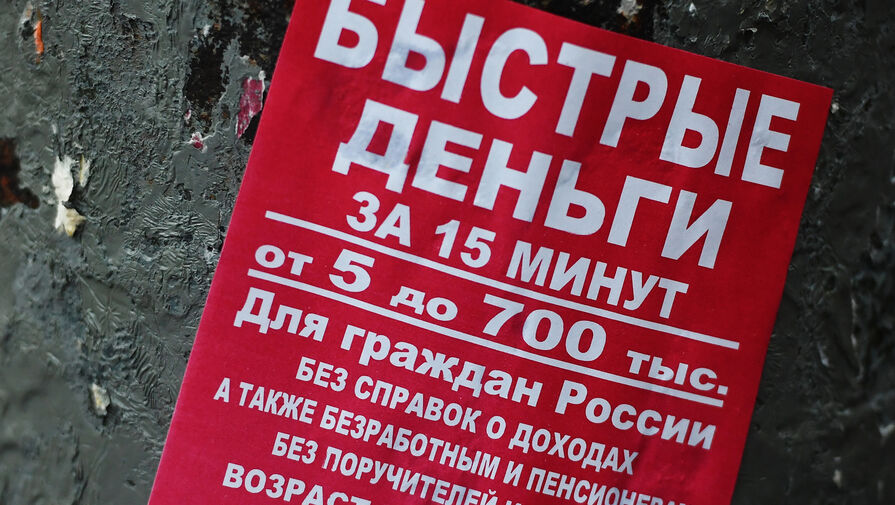 БЫСТРЫЕ
ДЕНЬГИ
ЗА 15 МИНУТ
от 5 до 700 тыс.
Для граждан России
БЕЗ СПРАВОК О ДОХОДАХ
А ТАКЖЕ БЕЗРАБОТНЫМ И
БЕЗ ПОРУЧИТЕЛЕЙ